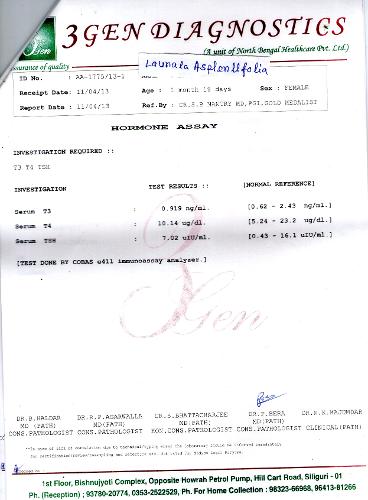 3GEN DIAGNOSTICS
(A unit of North Bengal Healthcare Pvt. Ltd.)
3Gen
assurance of quality
Launaea Asplenifolia
ID No. : AA-1775/13-1
Receipt Date: 11/04/13 Age : 1 month 18 days Sex : FEMALE
Report Date : 11/04/13 Ref.By : DR.S.P NANTRY MD,PGI,GOLD MEDALIST
HORMONE ASSAY
INVESTIGATION REQUIRED ::
T3 T4 TSH
INVESTIGATION TEST RESULTS ::: [NORMAL REFERENCE]
Serum T3 : 0.919 ng/ml. [0.62 - 2.43 ng/ml.]
Serum T4 : 10.14 ug/dl. [5.24 - 23.2 ug/dl]
Serum TSH : 7.02 uIU/ml. [0.43 - 16.1 uIU/ml]
[TEST DONE BY COBAS e411 immunoassay analyzer.]
3Gen
DR.B.HALDAR DR.R.P.AGARWALLA DR.S.BHATTACHARJEE DR.T.BERA DR.N.K.MAJUMDAR
MD (PATH) MD(PATH) MD(PATH) MD(PATH)
CONS.PATHOLOGIST CONS.PATHOLOGIST HON.CONS.PATHOLOGIST CONS.PATHOLOGIST CLINICAL(PATH)
1st Floor, Bishnujyoti Complex, Opposite Howrah Petrol Pump, Hill Cart Road, Siliguri - 01
Ph. (Reception) ; 93780-20774, 0353-2522529, Ph. For Home Collection : 98323-66968, 96413-81266